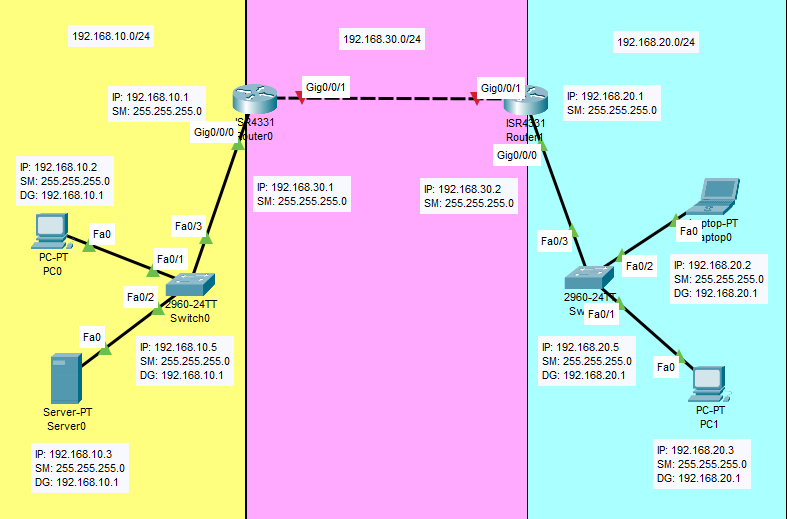 192.168.10.0/24
192.168.30.0/24
192.168.20.0/24
IP: 192.168.10.1
SM: 255.255.255.0
Gig0/0/1
Gig0/0/1
IP: 192.168.20.1
SM: 255.255.255.0
ISR4331
Router0
Gig0/0/0
ISR4331
Router1
Gig0/0/0
IP: 192.168.10.2
SM: 255.255.255.0
DG: 192.168.10.1
IP: 192.168.30.1
SM: 255.255.255.0
IP: 192.168.30.2
SM: 255.255.255.0
Fa0
PC-PT
PC0
Fa0/3
Fa0/1
Fa0/2
2960-24TT
Switch0
Fa0/3
Fa0/2
2960-24TT
Fa0/1
Laptop-PT
Laptop0
Fa0
IP: 192.168.20.2
SM: 255.255.255.0
DG: 192.168.20.1
Fa0
Server-PT
Server0
IP: 192.168.10.5
SM: 255.255.255.0
DG: 192.168.10.1
IP: 192.168.20.5
SM: 255.255.255.0
DG: 192.168.20.1
Fa0
PC-PT
PC1
IP: 192.168.10.3
SM: 255.255.255.0
DG: 192.168.10.1
IP: 192.168.20.3
SM: 255.255.255.0
DG: 192.168.20.1